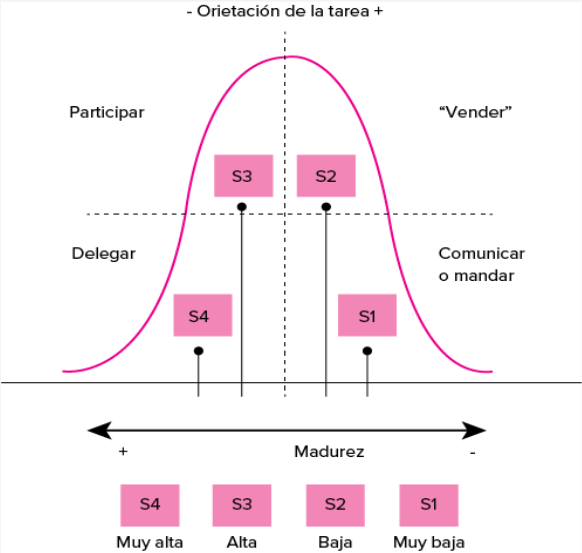 - Orietación de la tarea +
Participar
“Vender”
S3
S2
Delegar
Comunicar
o mandar
S4
S1
+
Madurez
-
S4
S3
S2
S1
Muy alta
Alta
Baja
Muy baja